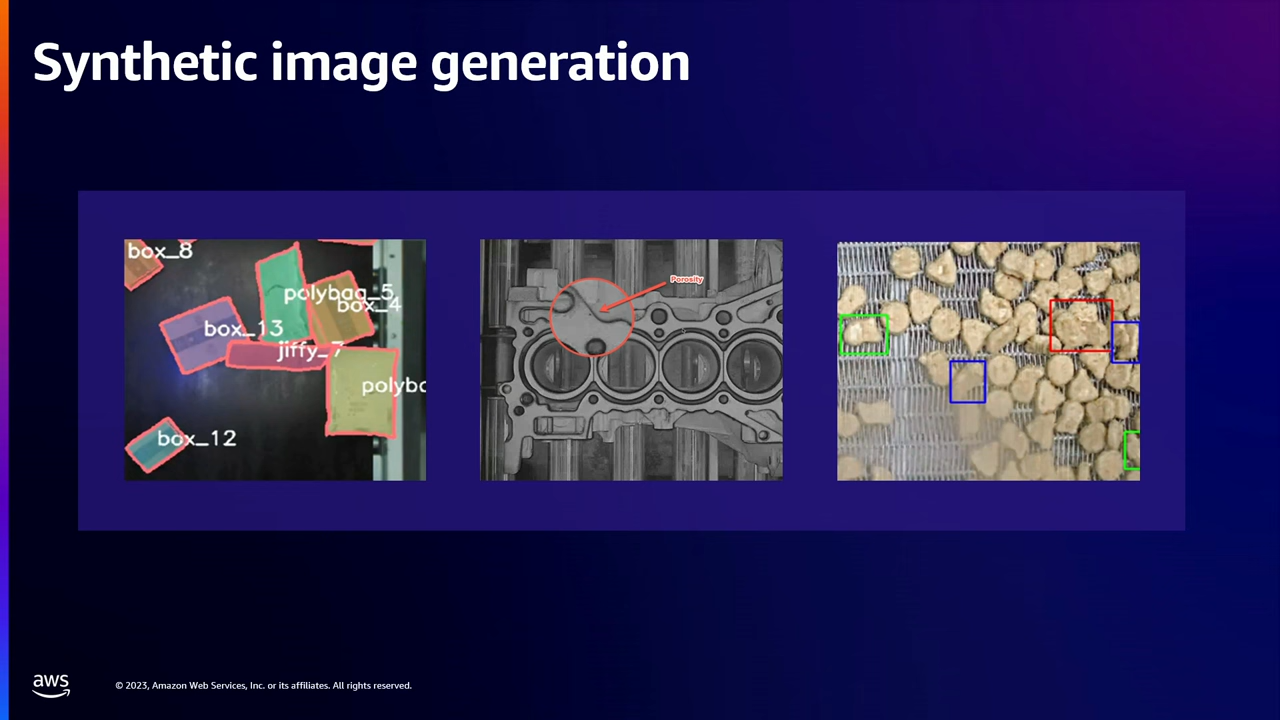 Synthetic image generation
box_8
polybag_5
box_4
box_13
jiffy_7
polyba
box_12
Porosity
aws
© 2023, Amazon Web Services, Inc. or its affiliates. All rights reserved.